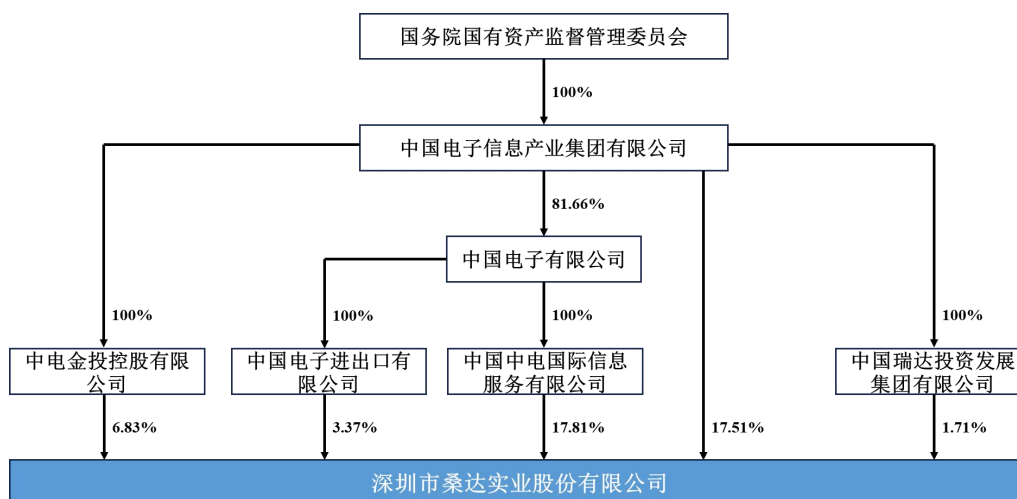 国务院国有资产监督管理委员会
100%
中国电子信息产业集团有限公司
81.66%
中国电子有限公司
100%
100%
100%
100%
中电金投控股有限
公司
中国电子进出口有
限公司
中国中电国际信息
服务有限公司
中国瑞达投资发展
集团有限公司
6.83%
3.37%
17.81%
17.51%
1.71%
深圳市桑达实业股份有限公司